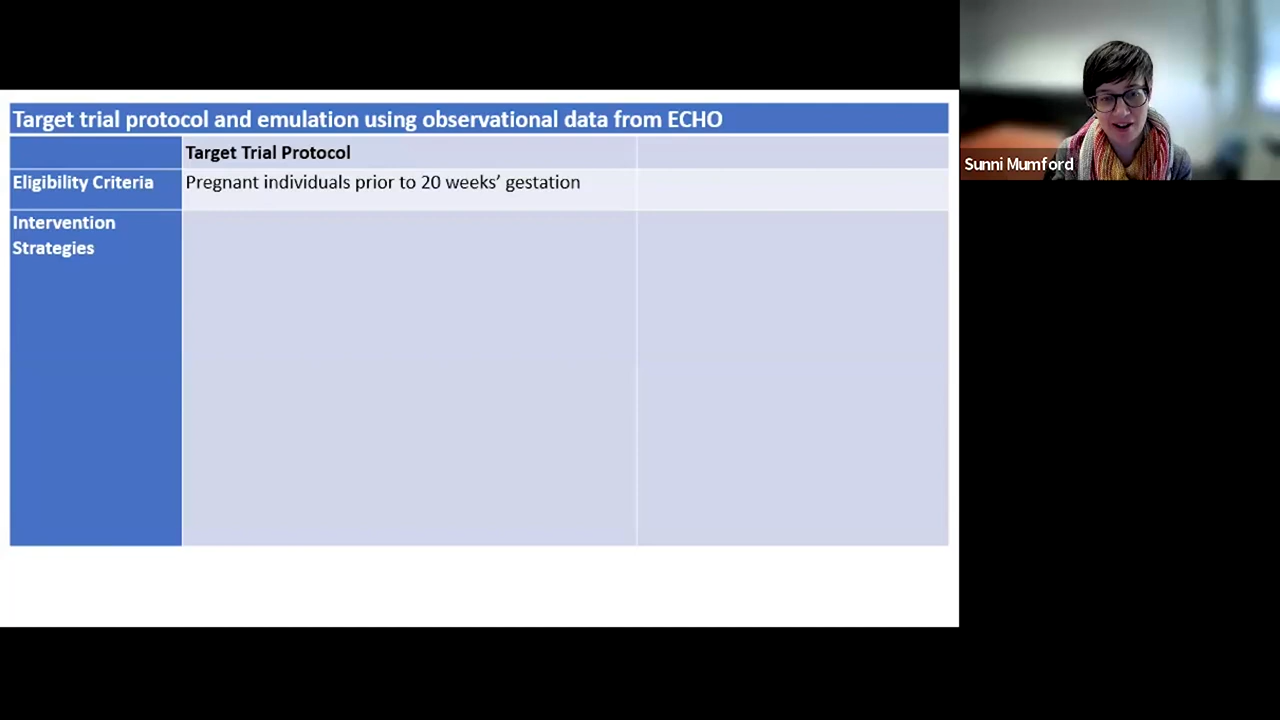 Target trial protocol and emulation using observational data from ECHO
Target Trial Protocol
Eligibility Criteria
Pregnant individuals prior to 20 weeks’ gestation
Intervention
Strategies
Sunni Mumford